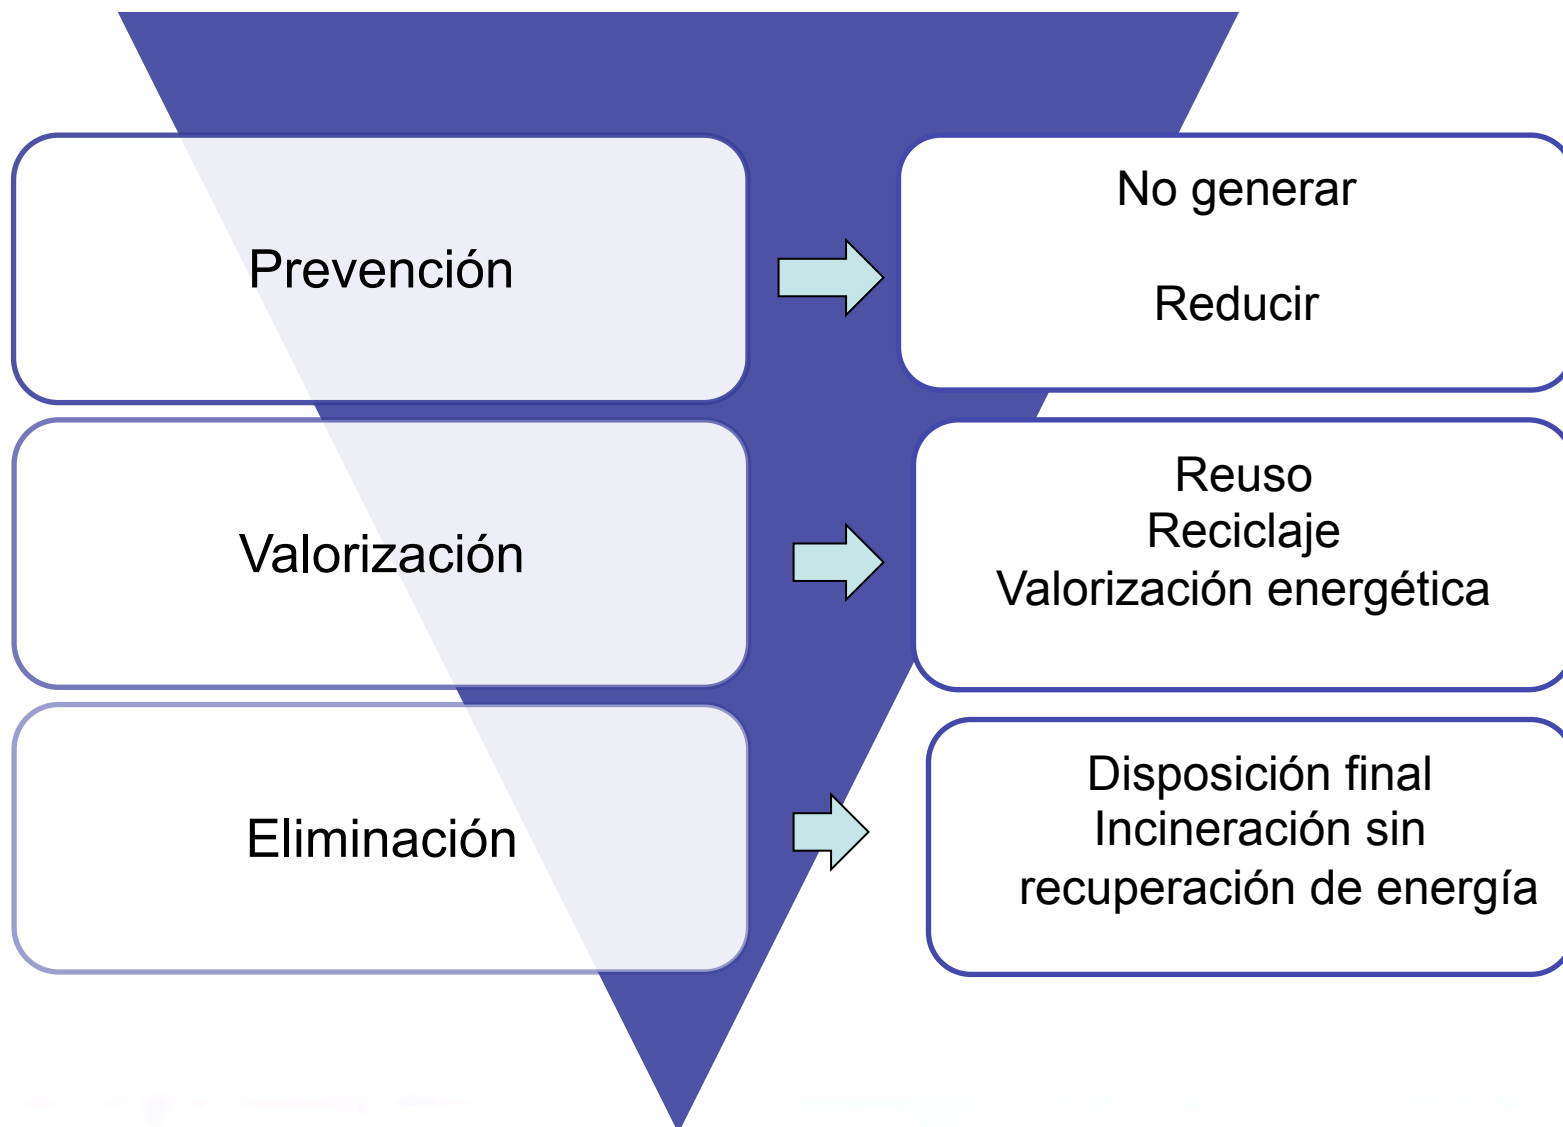 Prevención
No generar
Reducir
Valorización
Reuso
Reciclaje
Valorización energética
Eliminación
Disposición final
Incineración sin
recuperación de energía